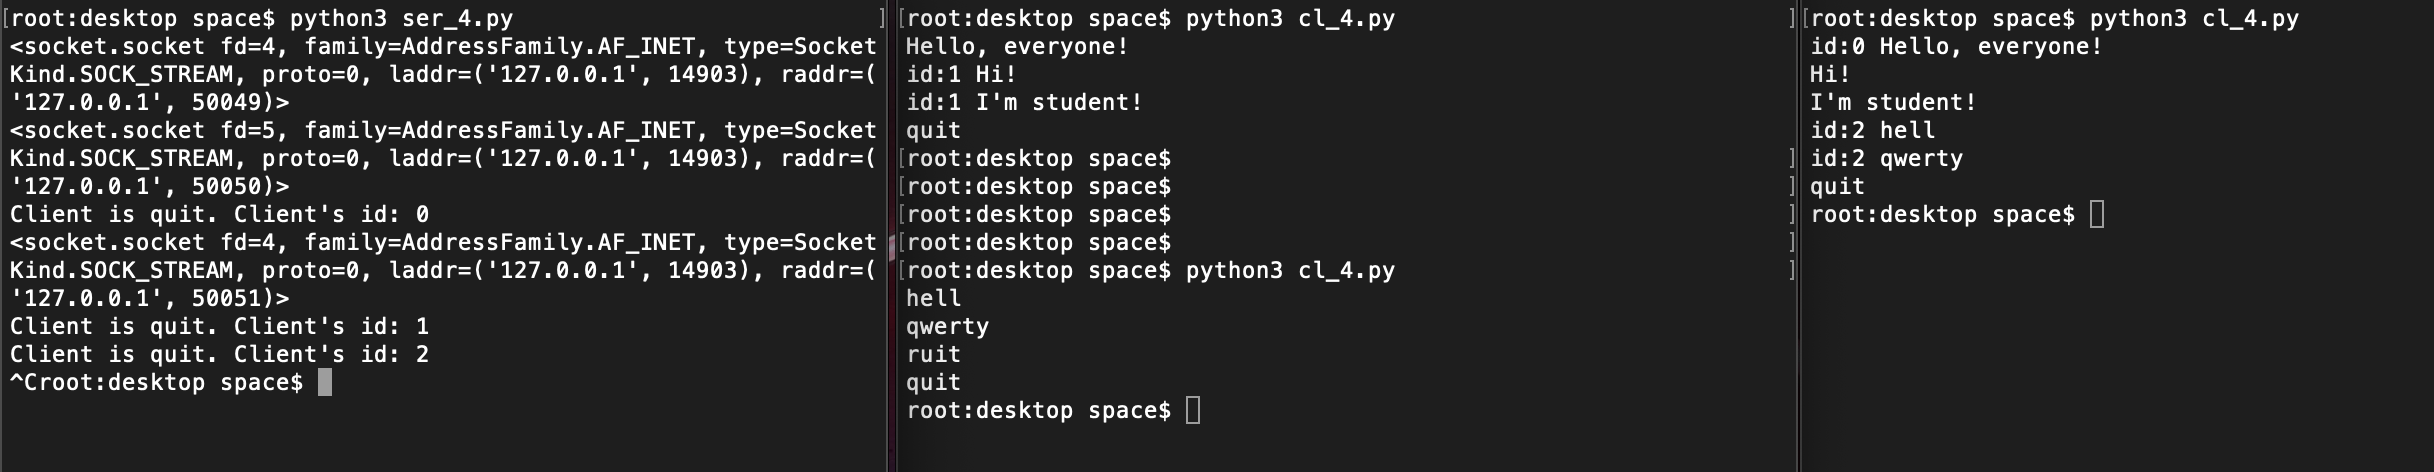 [root:desktop space$ python3 ser_4.py ]
<socket.socket fd=4, family=AddressFamily.AF_INET, type=Socket
Kind.SOCK_STREAM, proto=0, laddr=('127.0.0.1', 14903), raddr=(
'127.0.0.1', 50049)>
<socket.socket fd=5, family=AddressFamily.AF_INET, type=Socket
Kind.SOCK_STREAM, proto=0, laddr=('127.0.0.1', 14903), raddr=(
'127.0.0.1', 50050)>
Client is quit. Client's id: 0
<socket.socket fd=4, family=AddressFamily.AF_INET, type=Socket
Kind.SOCK_STREAM, proto=0, laddr=('127.0.0.1', 14903), raddr=(
'127.0.0.1', 50051)>
Client is quit. Client's id: 1
Client is quit. Client's id: 2
^Croot:desktop space$
[root:desktop space$ python3 cl_4.py ]
Hello, everyone!
id:1 Hi!
id:1 I'm student!
quit
[root:desktop space$ ]
[root:desktop space$ ]
[root:desktop space$ ]
[root:desktop space$ ]
[root:desktop space$ python3 cl_4.py ]
hell
qwerty
ruit
quit
root:desktop space$
[root:desktop space$ python3 cl_4.py
id:0 Hello, everyone!
Hi!
I'm student!
id:2 hell
id:2 qwerty
quit
root:desktop space$